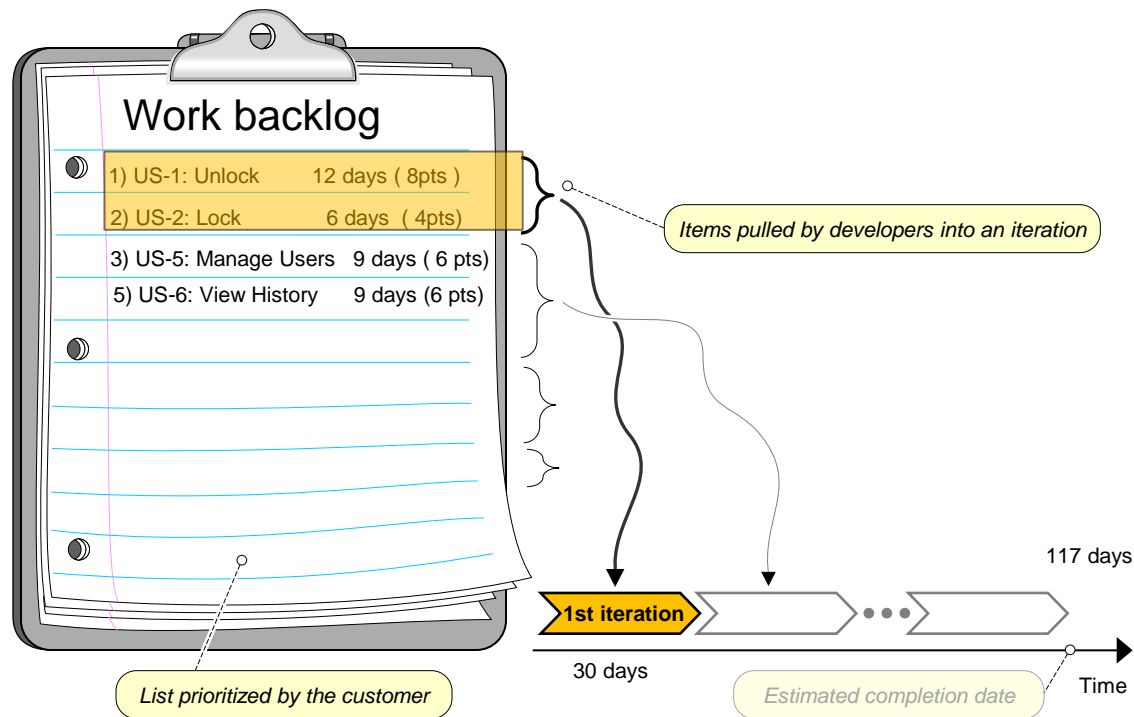 Work backlog
1) US-1: Unlock 12 days ( 8pts )
2) US-2: Lock 6 days ( 4pts)
3) US-5: Manage Users 9 days ( 6 pts)
5) US-6: View History 9 days (6 pts)
Items pulled by developers into an iteration
117 days
1st iteration
30 days
Time
List prioritized by the customer
Estimated completion date